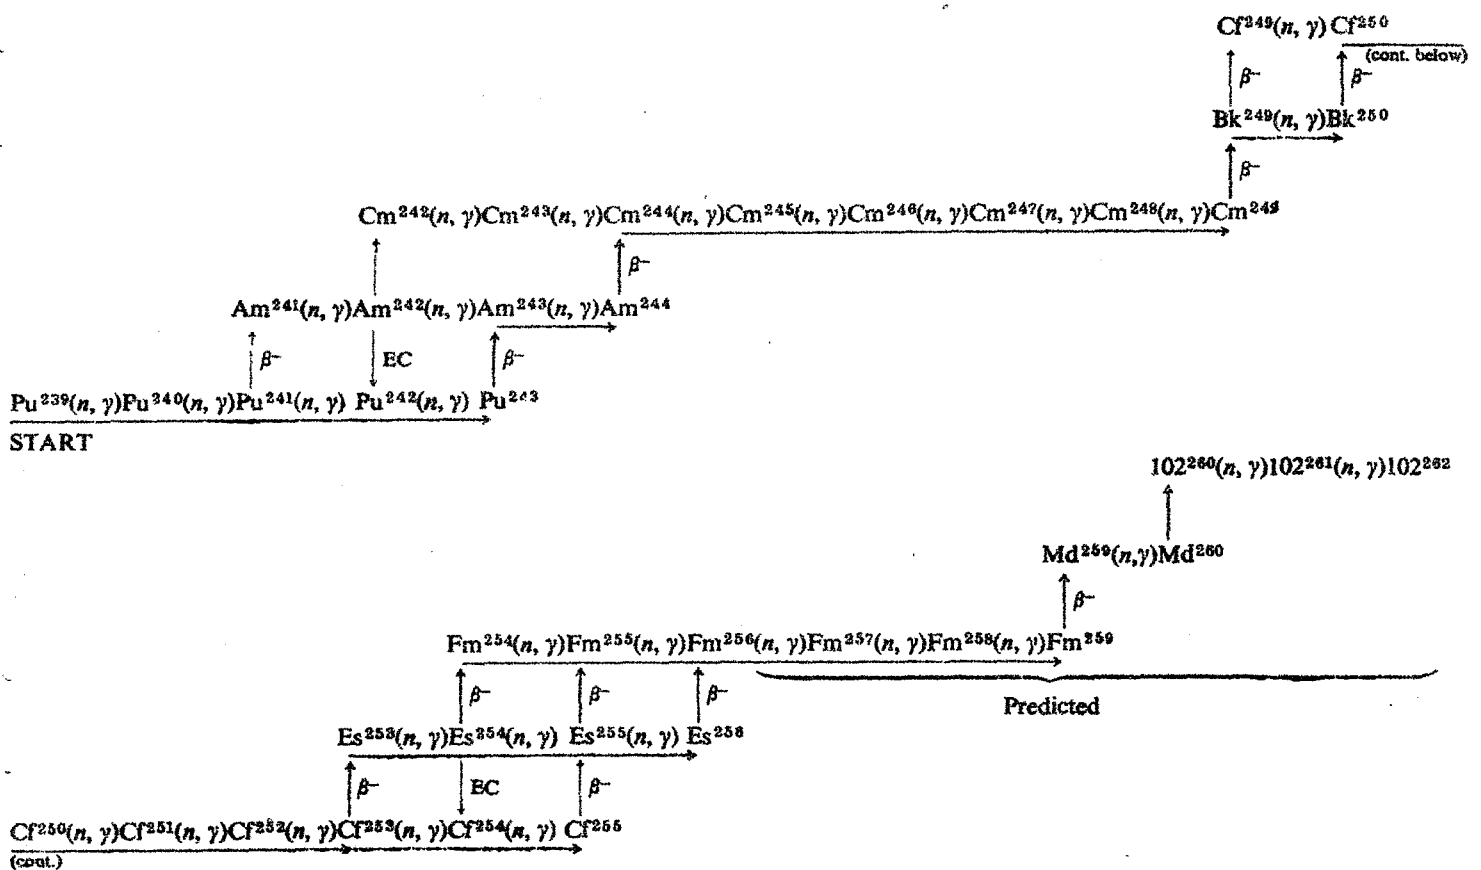 Cf²⁴⁹(n, γ) Cf²⁵⁰
(cont. below)
β⁻ β⁻
Bk²⁴⁹(n, γ)Bk²⁵⁰
β⁻
Cm²⁴²(n, γ)Cm²⁴³(n, γ)Cm²⁴⁴(n, γ)Cm²⁴⁵(n, γ)Cm²⁴⁶(n, γ)Cm²⁴⁷(n, γ)Cm²⁴⁸(n, γ)Cm²⁴⁹
β⁻
Am²⁴¹(n, γ)Am²⁴²(n, γ)Am²⁴³(n, γ)Am²⁴⁴
β⁻ EC β⁻
Pu²³⁹(n, γ)Pu²⁴⁰(n, γ)Pu²⁴¹(n, γ) Pu²⁴²(n, γ) Pu²⁴³
START
102²⁶⁰(n, γ)102²⁶¹(n, γ)102²⁶²
Md²⁵⁹(n,γ)Md²⁶⁰
β⁻
Fm²⁵⁴(n, γ)Fm²⁵⁵(n, γ)Fm²⁵⁶(n, γ)Fm²⁵⁷(n, γ)Fm²⁵⁸(n, γ)Fm²⁵⁹
β⁻ β⁻ β⁻
Predicted
Es²⁵³(n, γ)Es²⁵⁴(n, γ) Es²⁵⁵(n, γ) Es²⁵⁶
β⁻ EC β⁻
Cf²⁵⁰(n, γ)Cf²⁵¹(n, γ)Cf²⁵²(n, γ)Cf²⁵³(n, γ)Cf²⁵⁴(n, γ) Cf²⁵⁵
(cont.)